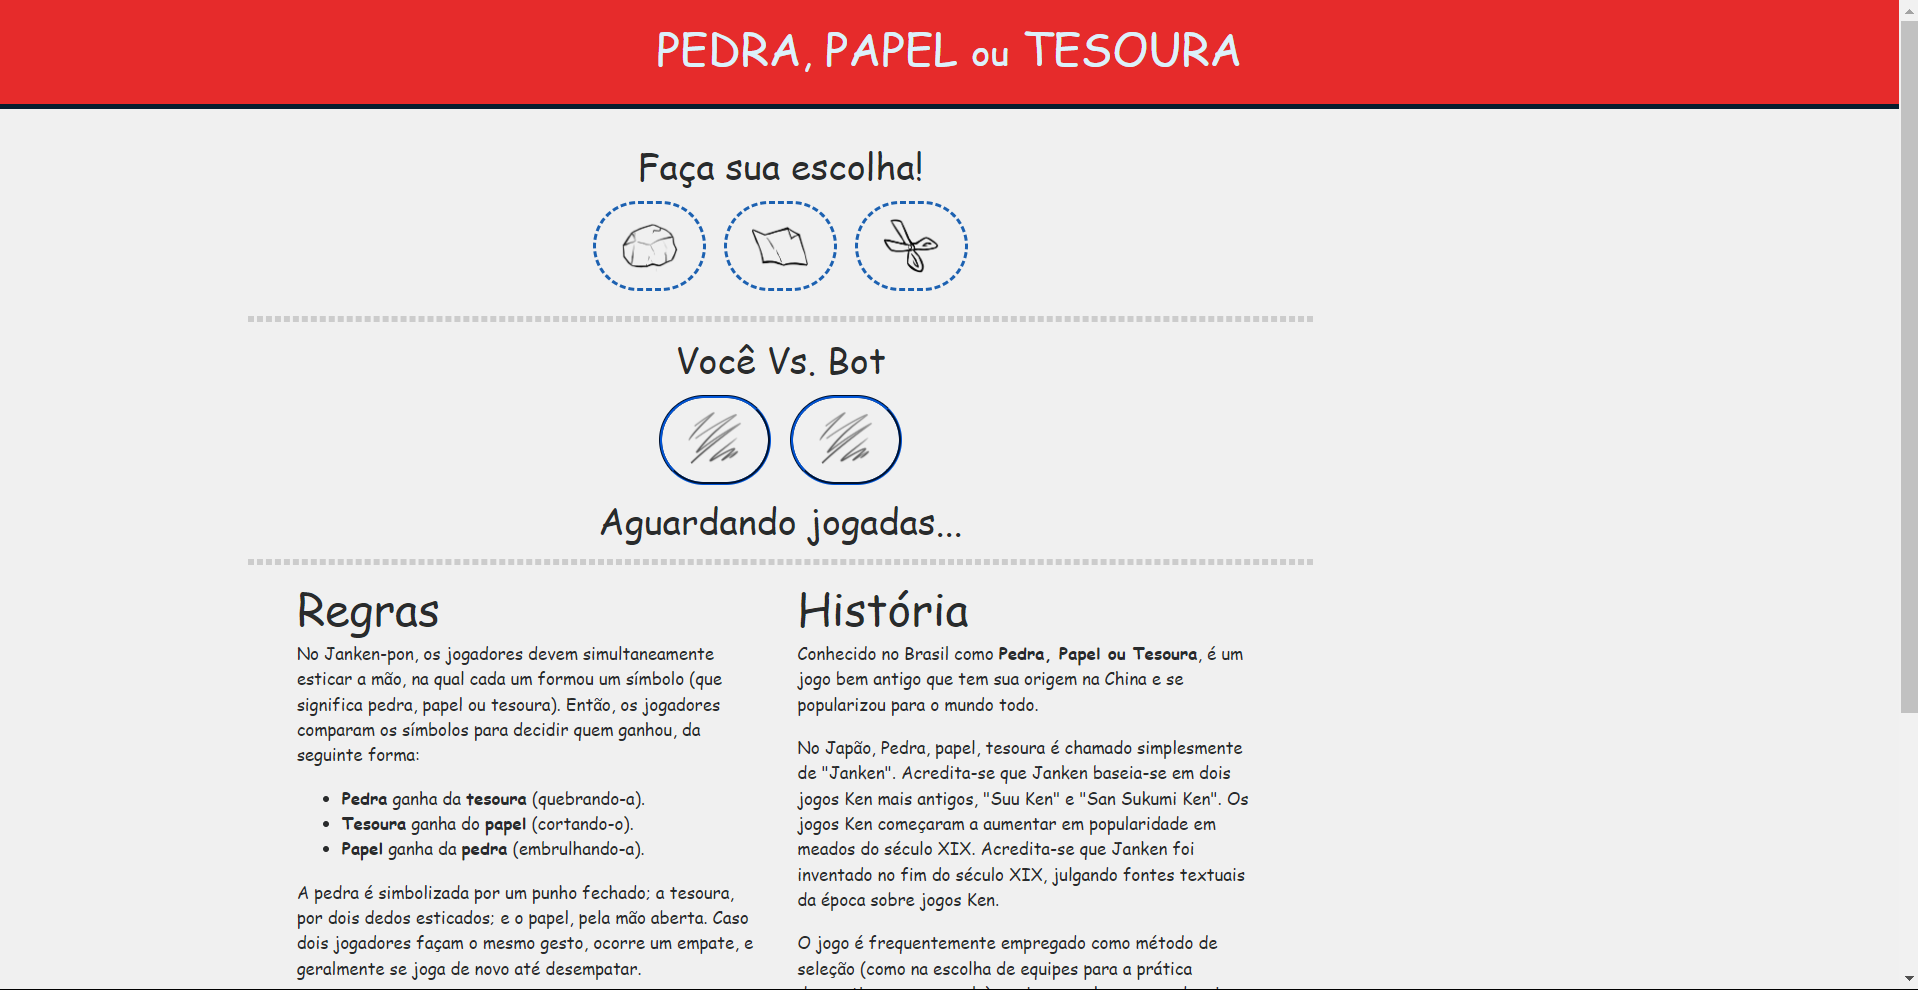 PEDRA, PAPEL ou TESOURA
Faça sua escolha!
Você Vs. Bot
Aguardando jogadas...
Regras
No Janken-pon, os jogadores devem simultaneamente
esticar a mão, na qual cada um formou um símbolo (que
significa pedra, papel ou tesoura). Então, os jogadores
comparam os símbolos para decidir quem ganhou, da
seguinte forma:
• Pedra ganha da tesoura (quebrando-a).
• Tesoura ganha do papel (cortando-o).
• Papel ganha da pedra (embrulhando-a).
A pedra é simbolizada por um punho fechado; a tesoura,
por dois dedos esticados; e o papel, pela mão aberta. Caso
dois jogadores façam o mesmo gesto, ocorre um empate, e
geralmente se joga de novo até desempatar.
História
Conhecido no Brasil como Pedra, Papel ou Tesoura, é um
jogo bem antigo que tem sua origem na China e se
popularizou para o mundo todo.
No Japão, Pedra, papel, tesoura é chamado simplesmente
de "Janken". Acredita-se que Janken baseia-se em dois
jogos Ken mais antigos, "Suu Ken" e "San Sukumi Ken". Os
jogos Ken começaram a aumentar em popularidade em
meados do século XIX. Acredita-se que Janken foi
inventado no fim do século XIX, julgando fontes textuais
da época sobre jogos Ken.
O jogo é frequentemente empregado como método de
seleção (como na escolha de equipes para a prática